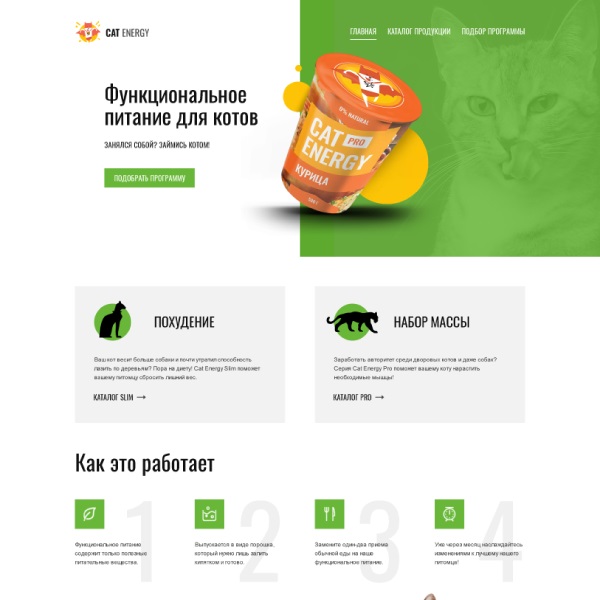 CAT ENERGY
ГЛАВНАЯ КАТАЛОГ ПРОДУКЦИИ ПОДБОР ПРОГРАММЫ
Функциональное
питание для котов
ЗАНЯЛСЯ СОБОЙ? ЗАЙМИСЬ КОТОМ!
ПОДОБРАТЬ ПРОГРАММУ
0% NATURAL
CAT PRO
ENERGY
КУРИЦА
ПОХУДЕНИЕ
Ваш кот весит больше собаки и почти утратил способность
лазить по деревьям? Пора на диету! Cat Energy Slim поможет
вашему питомцу сбросить лишний вес.
КАТАЛОГ SLIM →
НАБОР МАССЫ
Заработать авторитет среди дворовых котов и даже собак?
Серия Cat Energy Pro поможет вашему коту нарастить
необходимые мышцы!
КАТАЛОГ PRO →
Как это работает
1
Функциональное питание
содержит только полезные
питательные вещества.
2
Выпускается в виде порошка,
который нужно лишь залить
кипятком и готово.
3
Замените один-два приема
обычной еды на наше
функциональное питание.
4
Уже через месяц наслаждайтесь
изменениями к лучшему вашего
питомца!